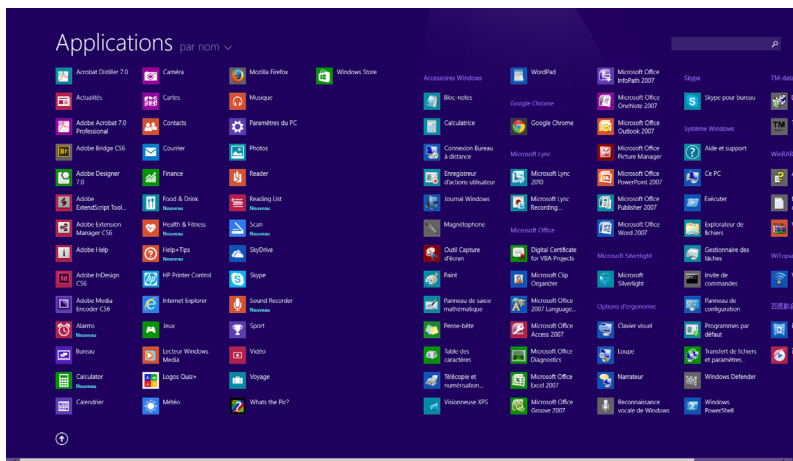 Applications par nom
Acrobat Distiller 7.0
Actualités
Adobe Acrobat 7.0
Professional
Adobe Bridge CS6
Adobe Designer
7.0
Adobe
ExtendScript Tool...
Adobe Extension
Manager CS6
Adobe Help
Adobe InDesign
CS6
Adobe Media
Encoder CS6
Alarms
Nouveau
Bureau
Calculator
Nouveau
Calendrier
Caméra
Cartes
Contacts
Courrier
Finance
Food & Drink
Nouveau
Health & Fitness
Nouveau
Help+Tips
Nouveau
HP Printer Control
Internet Explorer
Jeux
Lecteur Windows
Media
Logos Quiz+
Météo
Mozilla Firefox
Musique
Paramètres du PC
Photos
Reader
Reading List
Nouveau
Scan
Nouveau
SkyDrive
Skype
Sound Recorder
Nouveau
Sport
Vidéo
Voyage
Whats the Pic?
Windows Store
Accessoires Windows
Bloc-notes
Calculatrice
Connexion Bureau
à distance
Enregistreur
d'actions utilisateur
Journal Windows
Magnétophone
Outil Capture
d'écran
Paint
Panneau de saisie
mathématique
Pense-bête
Table des
caractères
Télécopie et
numérisation...
Visionneuse XPS
WordPad
Google Chrome
Google Chrome
Microsoft Lync
Microsoft Lync
2010
Microsoft Lync
Recording...
Microsoft Office
Digital Certificate
for VBA Projects
Microsoft Clip
Organizer
Microsoft Office
2007 Language...
Microsoft Office
Access 2007
Microsoft Office
Diagnostics
Microsoft Office
Excel 2007
Microsoft Office
Groove 2007
Microsoft Office
InfoPath 2007
Microsoft Office
OneNote 2007
Microsoft Office
Outlook 2007
Microsoft Office
Picture Manager
Microsoft Office
PowerPoint 2007
Microsoft Office
Publisher 2007
Microsoft Office
Word 2007
Microsoft Silverlight
Microsoft
Silverlight
Options d'ergonomie
Clavier visuel
Loupe
Narrateur
Reconnaissance
vocale de Windows
Skype
Skype pour bureau
Système Windows
Aide et support
Ce PC
Exécuter
Explorateur de
fichiers
Gestionnaire des
tâches
Invite de
commandes
Panneau de
configuration
Programmes par
défaut
Transfert de fichiers
et paramètres...
Windows Defender
Windows
PowerShell
TM-data
TM
WinRAR
WiTopia